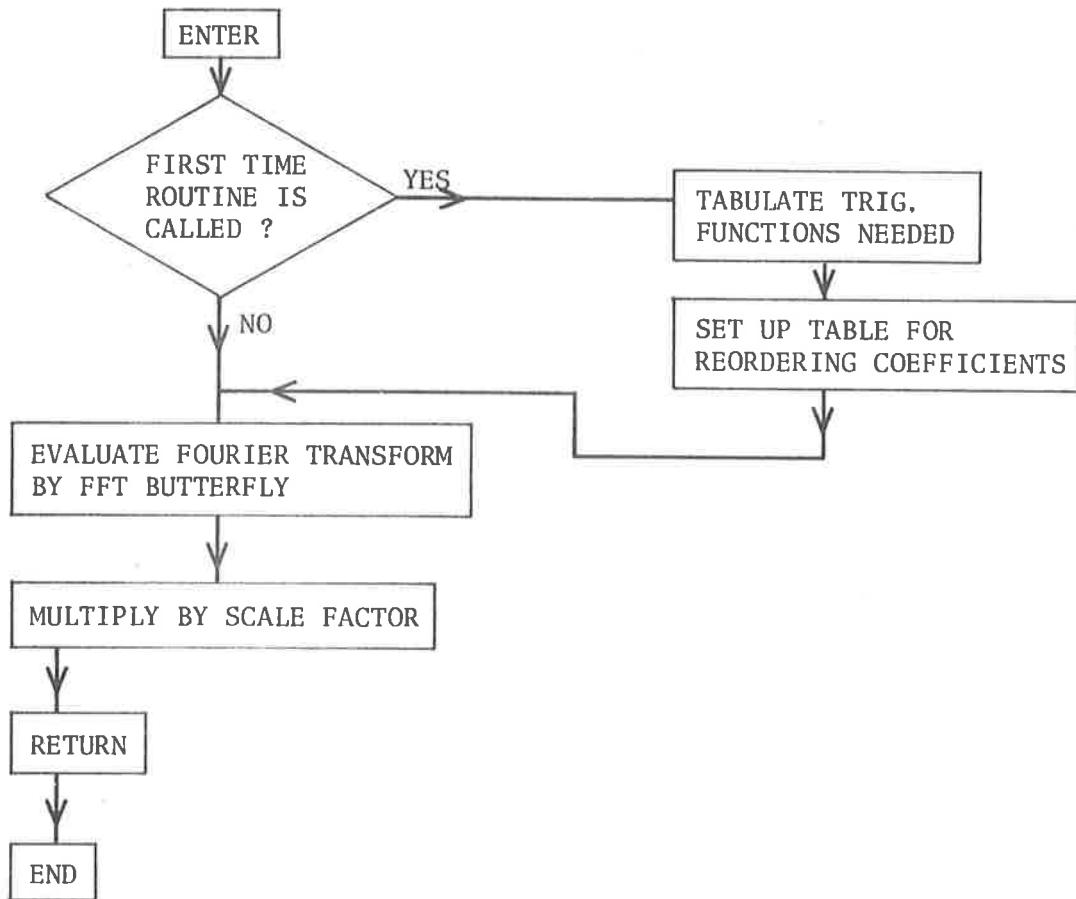 ENTER
FIRST TIME
ROUTINE IS
CALLED ?
YES
TABULATE TRIG.
FUNCTIONS NEEDED
SET UP TABLE FOR
REORDERING COEFFICIENTS
NO
EVALUATE FOURIER TRANSFORM
BY FFT BUTTERFLY
MULTIPLY BY SCALE FACTOR
RETURN
END